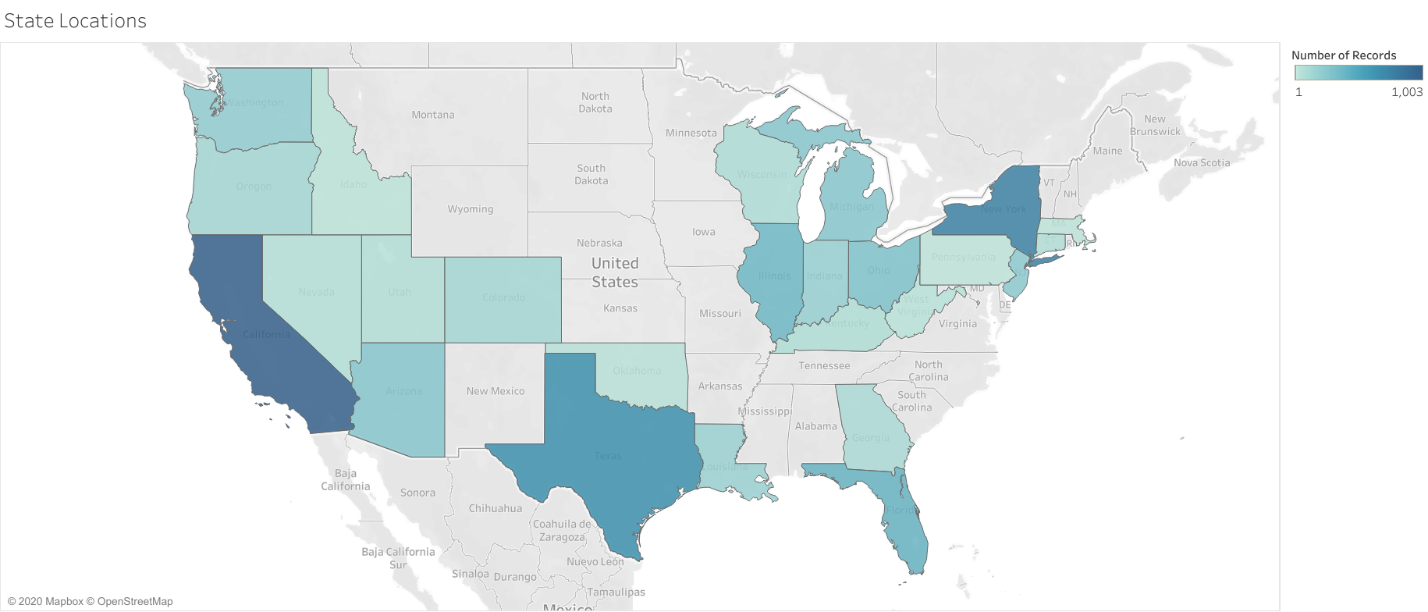 State Locations
Number of Records
1
1,003
New
Brunswick
Nova Scotia
Maine
VT
NH
North
Dakota
Minnesota
Montana
Washington
South
Dakota
Wisconsin
Michigan
Oregon
Idaho
Wyoming
Iowa
New York
Nebraska
United
States
Pennsylvania
Illinois
Indiana
Ohio
MD
DE
West
Virginia
Virginia
Nevada
Utah
Colorado
Kansas
Missouri
Kentucky
California
Arizona
New Mexico
Oklahoma
Arkansas
Tennessee
North
Carolina
South
Carolina
Mississippi
Alabama
Georgia
Texas
Louisiana
Florida
Baja
California
Sonora
Chihuahua
Coahuila de
Zaragoza
Baja California
Sur
Sinaloa
Durango
Nuevo León
Tamaulipas
Mexico
© 2020 Mapbox © OpenStreetMap